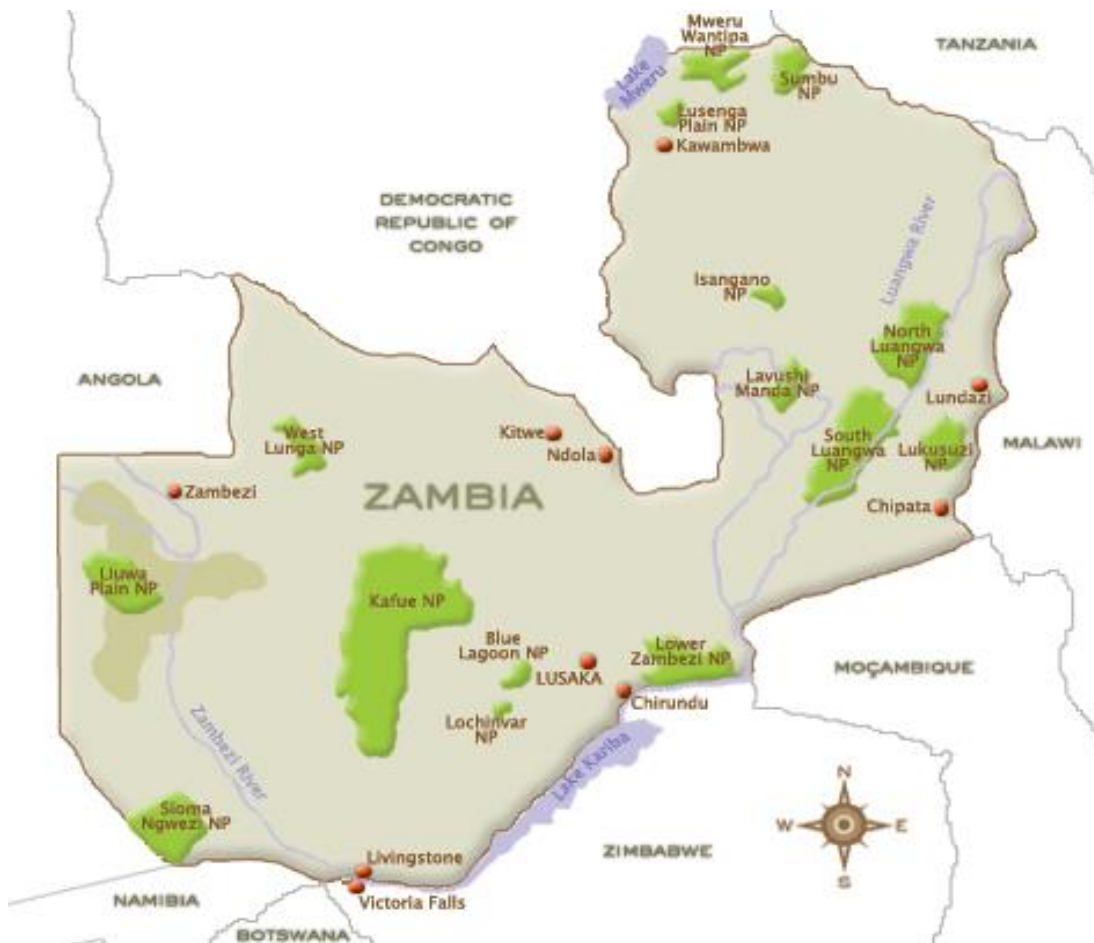 Mweru
Wantipa
NP
TANZANIA
Lake
Mweru
Sumbu
NP
Lusenga
Plain NP
Kawambwa
DEMOCRATIC
REPUBLIC OF
CONGO
Luangwa River
Isangano
NP
North
Luangwa
NP
ANGOLA
Lavushi
Manda NP
Lundazi
West
Lunga NP
Kitwe
Ndola
South
Luangwa
NP
Lukusuzi
NP
MALAWI
Zambezi
ZAMBIA
Chipata
Liuwa
Plain NP
Kafue NP
Blue
Lagoon NP
Lower
Zambezi NP
LUSAKA
MOÇAMBIQUE
Chirundu
Lochinvar
NP
Zambezi River
Lake Kariba
N
W
E
S
Sioma
Ngwezi NP
ZIMBABWE
Livingstone
Victoria Falls
NAMIBIA
BOTSWANA